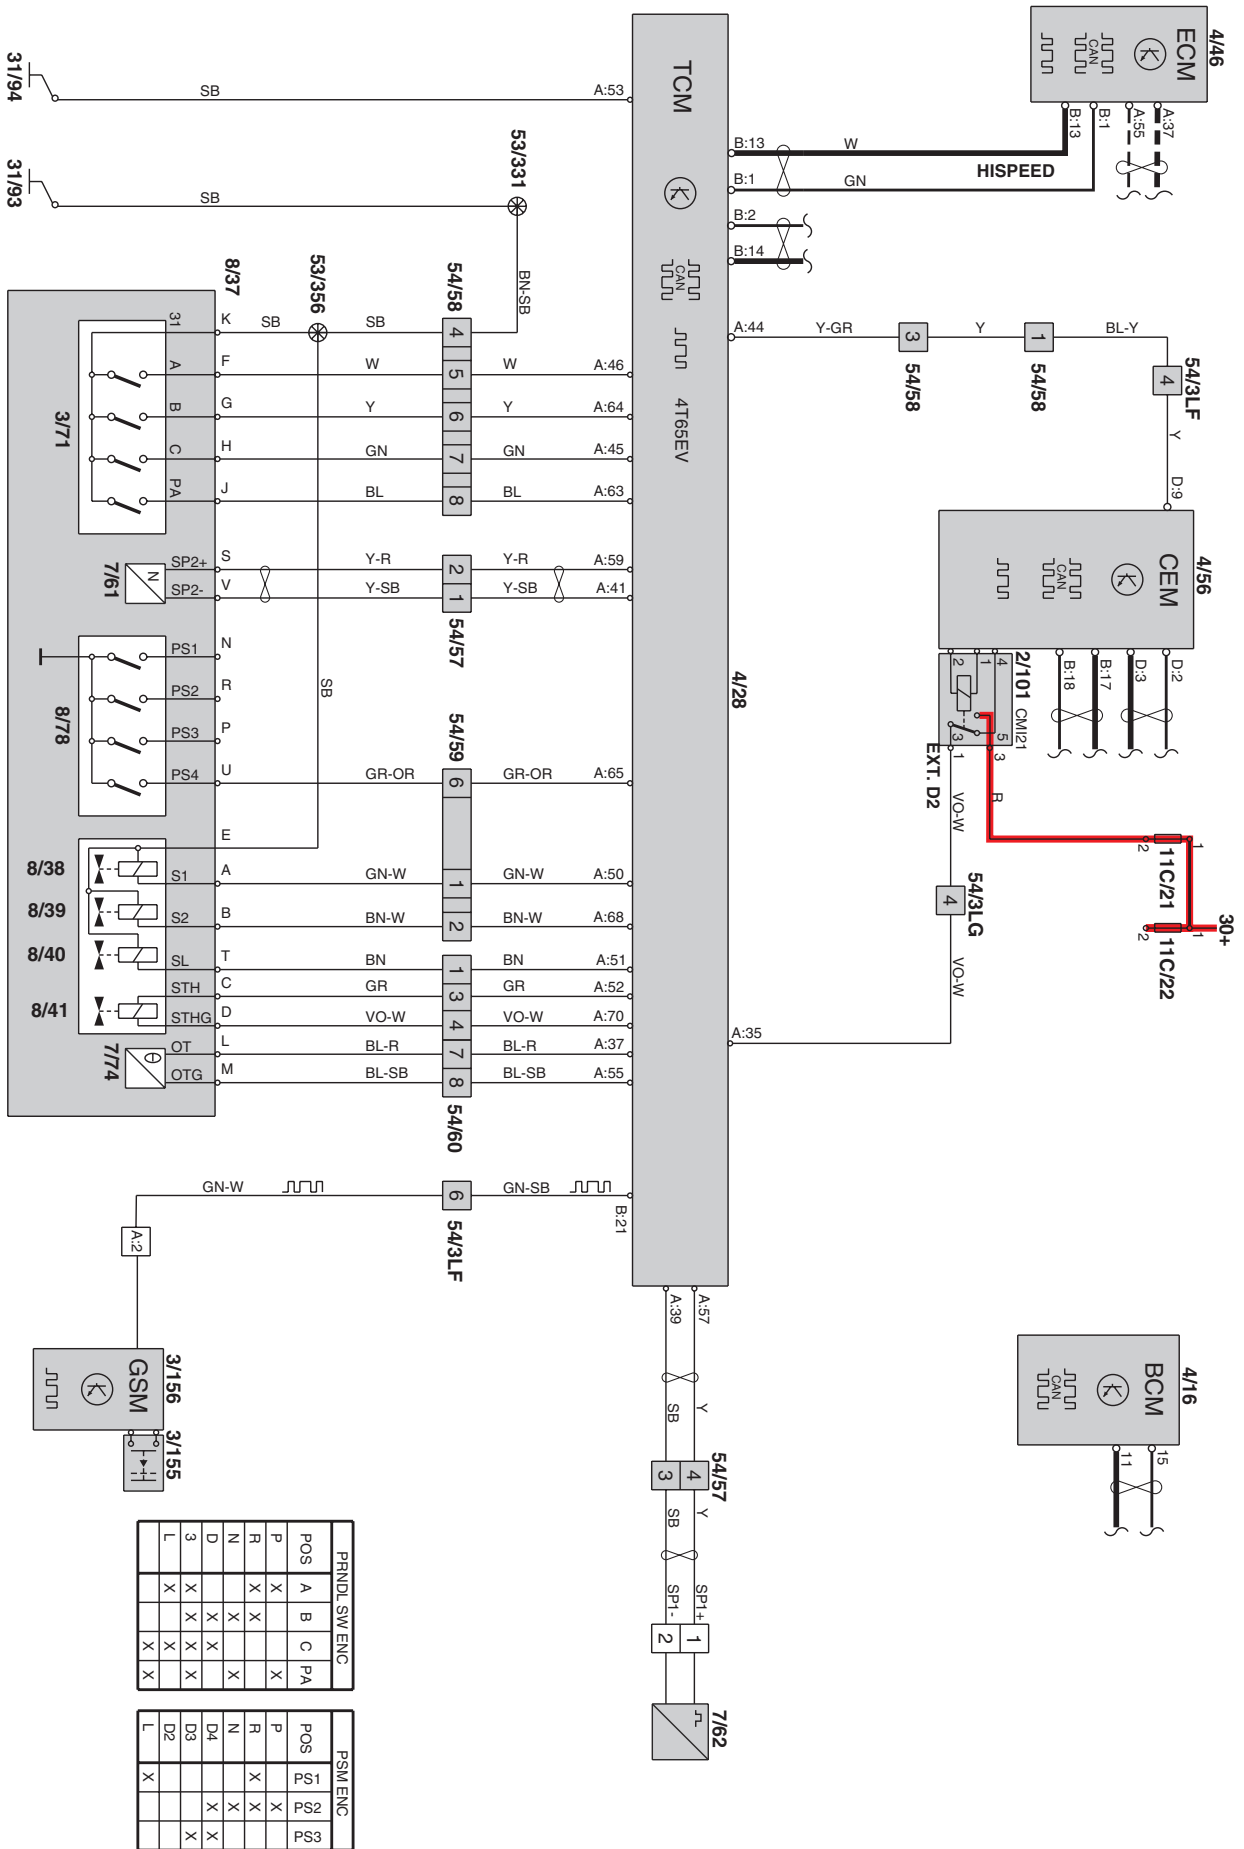 4/46
ECM
CAN
A:37
A:55
B:1
B:13
TCM
CAN
4T65EV
4/28
A:53
SB
31/94
31/93
SB
53/331
BN-SB
B:13
W
HISPEED
B:1
GN
B:2
B:14
A:44
Y-GR
3
54/58
Y
1
54/58
BL-Y
4
54/3LF
Y
D:9
4/56
CEM
CAN
D:2
D:3
B:17
B:18
2/101
CMI21
4
1
2
5
3
3
1
EXT. D2
R
VO-W
4
54/3LG
VO-W
A:35
1
2
11C/21
1
2
11C/22
30+
8/37
53/356
54/58
31
K
SB
SB
4
A
F
W
5
W
A:46
B
G
Y
6
Y
A:64
C
H
GN
7
GN
A:45
PA
J
BL
8
BL
A:63
3/71
SP2+
S
Y-R
2
Y-R
A:59
SP2-
V
Y-SB
1
Y-SB
A:41
N
7/61
54/57
PS1
N
PS2
R
PS3
P
PS4
U
8/78
SB
54/59
GR-OR
6
GR-OR
A:65
E
8/38
S1
A
GN-W
1
GN-W
A:50
8/39
S2
B
BN-W
2
BN-W
A:68
8/40
SL
T
BN
1
BN
A:51
STH
C
GR
3
GR
A:52
8/41
STHG
D
VO-W
4
VO-W
A:70
OT
L
BL-R
7
BL-R
A:37
OTG
M
BL-SB
8
BL-SB
A:55
7/74
54/60
GN-W
6
GN-SB
B:21
54/3LF
A:2
3/156
GSM
3/155
A:57
A:39
Y
SB
54/57
4
3
Y
SB
SP1+
SP1-
1
2
7/62
4/16
BCM
CAN
15
11
PRNDL SW ENC
POS A B C PA
P X X
R X X
N X X
D X X
3 X X X X
L X X
X X
PSM ENC
POS PS1 PS2 PS3
P X
R X X
N X
D4 X X
D3 X
D2
L X